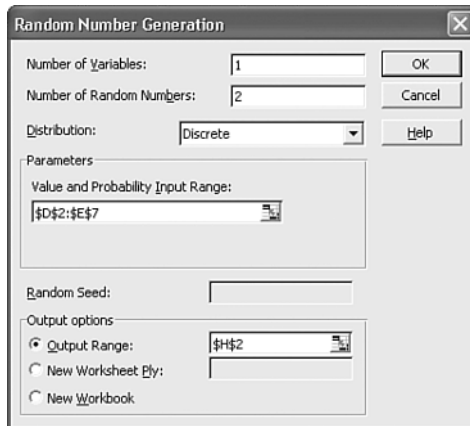 Random Number Generation
Number of Variables: 1 OK
Number of Random Numbers: 2 Cancel
Distribution: Discrete Help
Parameters
Value and Probability Input Range:
$D$2:$E$7
Random Seed:
Output options
Output Range: $H$2
New Worksheet Ply:
New Workbook